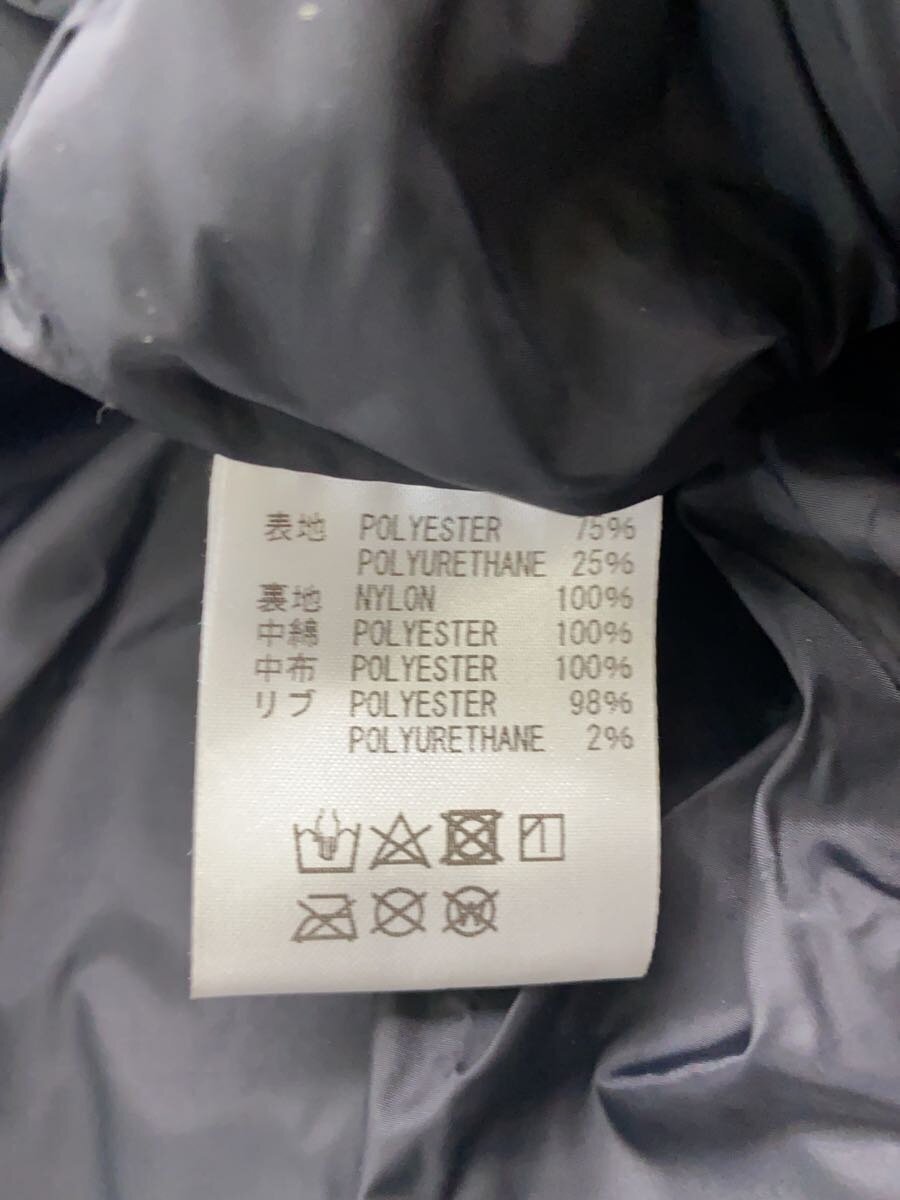 表地 POLYESTER 75%
POLYURETHANE 25%
裏地 NYLON 100%
中綿 POLYESTER 100%
中布 POLYESTER 100%
リブ POLYESTER 98%
POLYURETHANE 2%